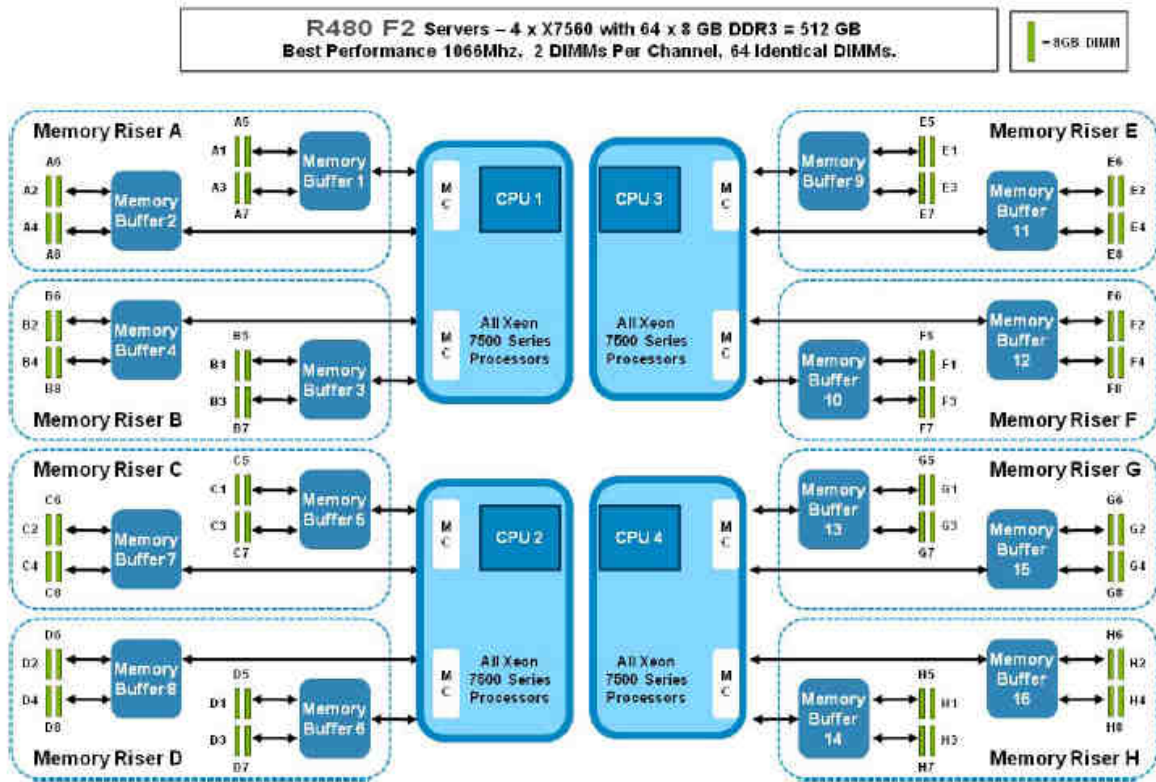 R480 F2 Servers – 4 x X7560 with 64 x 8 GB DDR3 = 512 GB
Best Performance 1066Mhz. 2 DIMMs Per Channel, 64 Identical DIMMs.
= 8GB DIMM
Memory Riser A
A5
A1
A3
A7
Memory
Buffer 1
A6
A2
A4
A8
Memory
Buffer 2
Memory Riser B
B6
B2
B4
B8
Memory
Buffer 4
B5
B1
B3
B7
Memory
Buffer 3
Memory Riser C
C5
C1
C3
C7
Memory
Buffer 5
C6
C2
C4
C8
Memory
Buffer 7
Memory Riser D
D6
D2
D4
D8
Memory
Buffer 8
D5
D1
D3
D7
Memory
Buffer 6
M
C
CPU 1
M
C
All Xeon
7500 Series
Processors
CPU 3
M
C
All Xeon
7500 Series
Processors
M
C
M
C
CPU 2
M
C
All Xeon
7500 Series
Processors
CPU 4
M
C
All Xeon
7500 Series
Processors
M
C
Memory Riser E
Memory
Buffer 9
E5
E1
E3
E7
Memory
Buffer
11
E6
E2
E4
E8
Memory Riser F
Memory
Buffer
12
F6
F2
F4
F8
Memory
Buffer
10
F5
F1
F3
F7
Memory Riser G
Memory
Buffer
13
G5
G1
G3
G7
Memory
Buffer
15
G6
G2
G4
G8
Memory Riser H
Memory
Buffer
16
H6
H2
H4
H8
Memory
Buffer
14
H5
H1
H3
H7